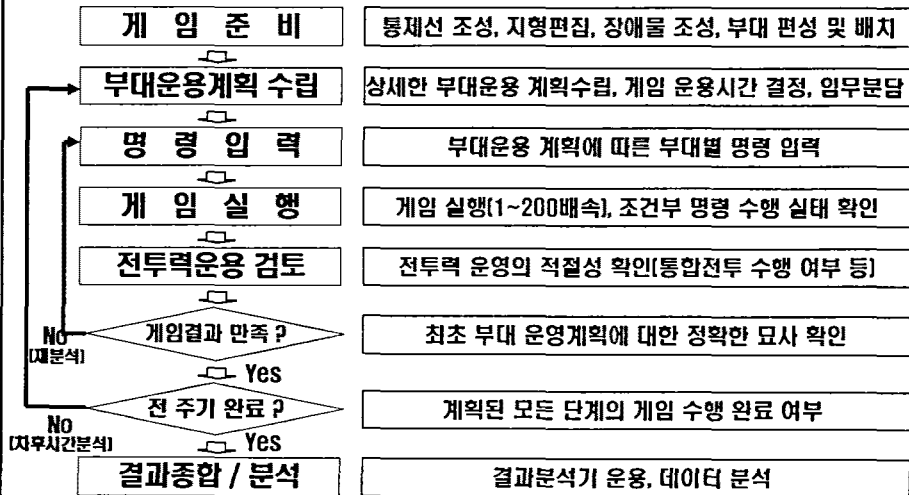 게 임 준 비
통제선 조성, 지형편집, 장애물 조성, 부대 편성 및 배치
부대운용계획 수립
상세한 부대운용 계획수립, 게임 운용시간 결정, 임무분담
명 령 입 력
부대운용 계획에 따른 부대별 명령 입력
게 임 실 행
게임 실행(1~200배속), 조건부 명령 수행 실태 확인
전투력운용 검토
전투력 운영의 적절성 확인(통합전투 수행 여부 등)
게임결과 만족 ?
최초 부대 운영계획에 대한 정확한 묘사 확인
No
(재분석)
Yes
전 주기 완료 ?
계획된 모든 단계의 게임 수행 완료 여부
No
(차후시간분석)
Yes
결과종합 / 분석
결과분석기 운용, 데이터 분석